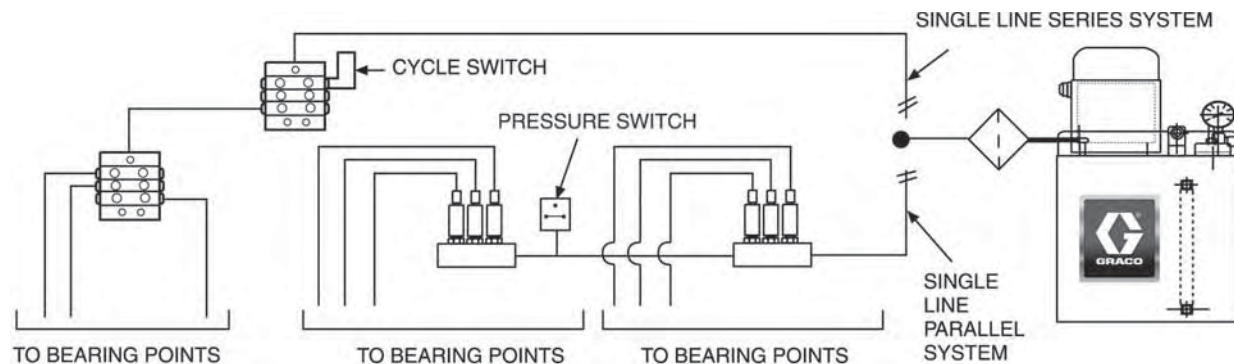 SINGLE LINE SERIES SYSTEM
CYCLE SWITCH
PRESSURE SWITCH
GRACO
SINGLE
LINE
PARALLEL
SYSTEM
TO BEARING POINTS
TO BEARING POINTS
TO BEARING POINTS